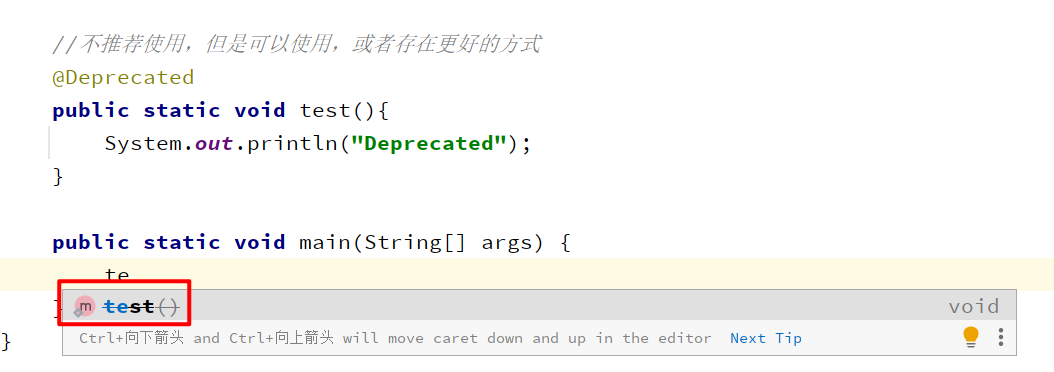 //不推荐使用，但是可以使用，或者存在更好的方式
@Deprecated
public static void test(){
System.out.println("Deprecated");
}
public static void main(String[] args) {
te
}
m test() void
}
Ctrl+向下箭头 and Ctrl+向上箭头 will move caret down and up in the editor Next Tip